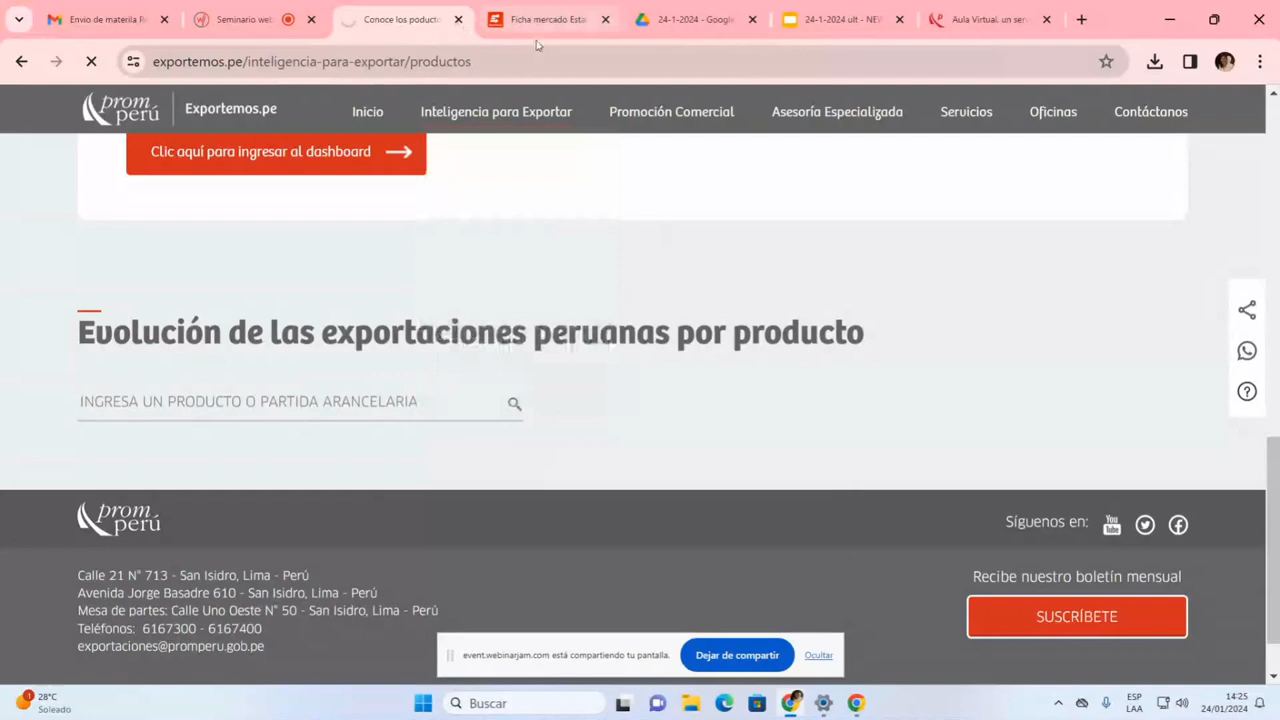 Envio de materila R
Seminario web
Conoce los poductos
Ficha mercado Esta
24-1-2024 - Google
24-1-2024 ult - NEW
Aula Virtual, un ser
exportemos.pe/inteligencia-para-exportar/productos
prom perú
Exportemos.pe
Inicio
Inteligencia para Exportar
Promoción Comercial
Asesoría Especializada
Servicios
Oficinas
Contáctanos
Clic aquí para ingresar al dashboard
Evolución de las exportaciones peruanas por producto
INGRESA UN PRODUCTO O PARTIDA ARANCELARIA
prom perú
Síguenos en:
You Tube
Calle 21 N° 713 - San Isidro, Lima - Perú
Avenida Jorge Basadre 610 - San Isidro, Lima - Perú
Mesa de partes: Calle Uno Oeste N° 50 - San Isidro, Lima - Perú
Teléfonos: 6167300 - 6167400
exportaciones@promperu.gob.pe
Recibe nuestro boletín mensual
SUSCRÍBETE
event.webinarjam.com está compartiendo tu pantalla.
Dejar de compartir
Ocultar
1
28°C
Soleado
Buscar
ESP
LAA
14:25
24/01/2024